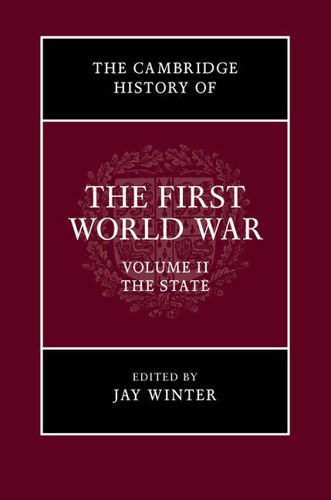 THE CAMBRIDGE
HISTORY OF
THE FIRST
WORLD WAR
VOLUME II
THE STATE
EDITED BY
JAY WINTER